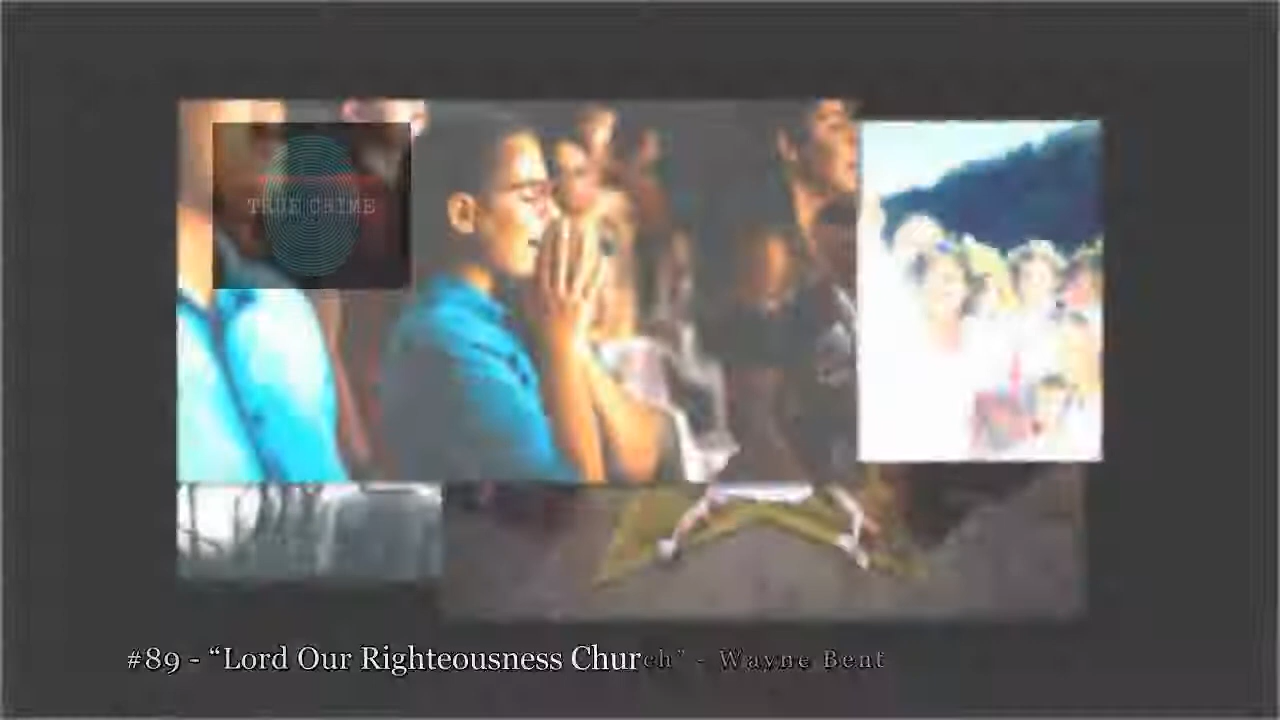 TRUE CRIME
#89 - “Lord Our Righteousness Church” - Wayne Bent